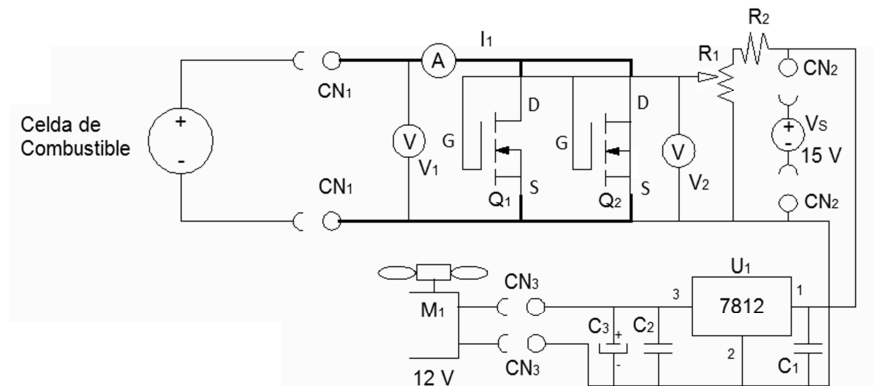 R2
I1
R1
A
CN1
CN2
D
D
Celda de
Combustible
+
-
V
V1
G
G
V
V2
+
-
Vs
15 V
CN1
Q1
S
Q2
S
CN2
U1
CN3
M1
3
7812
1
C3
+
-
C2
2
C1
CN3
12 V